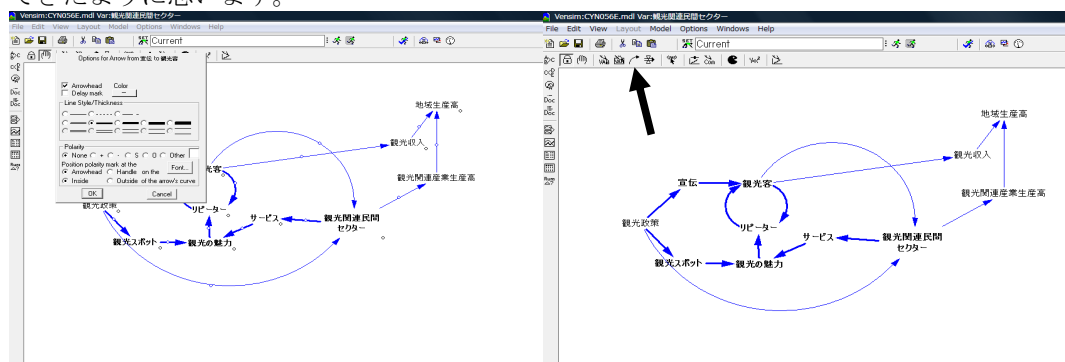 できたように思います。
Vensim:CYN056E.mdl Var:観光関連民間セクター
File Edit View Layout Model Options Windows Help
Current
Options for Arrow from 宣伝 to 観光客
Arrowhead Color
Delay mark
Line Style/Thickness
Polarity
None + - S O Other
Position polarity mark at the
Arrowhead Handle on the Font...
Inside Outside of the arrow's curve
OK Cancel
地域生産高
観光収入
客
観光関連産業生産高
観光政策
リピーター
サービス
観光関連民間
セクター
観光スポット
観光の魅力
Vensim:CYN056E.mdl Var:観光関連民間セクター
File Edit View Layout Model Options Windows Help
Current
地域生産高
観光収入
宣伝
観光客
観光関連産業生産高
観光政策
リピーター
サービス
観光関連民間
セクター
観光スポット
観光の魅力